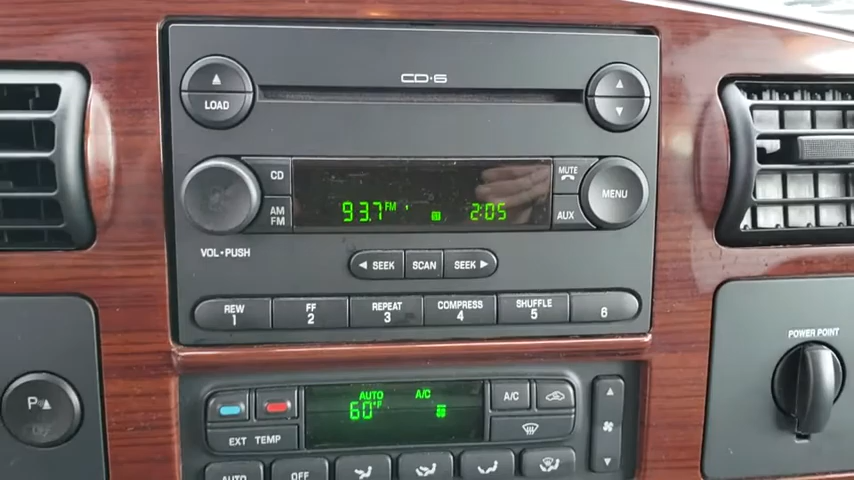 CD·6
LOAD
CD
MUTE
MENU
AM
FM
93.7 FM
2:05
AUX
VOL·PUSH
SEEK
SCAN
SEEK
REW
1
FF
2
REPEAT
3
COMPRESS
4
SHUFFLE
5
6
POWER POINT
AUTO
A/C
60°F
A/C
EXT TEMP
AUTO
OFF
P